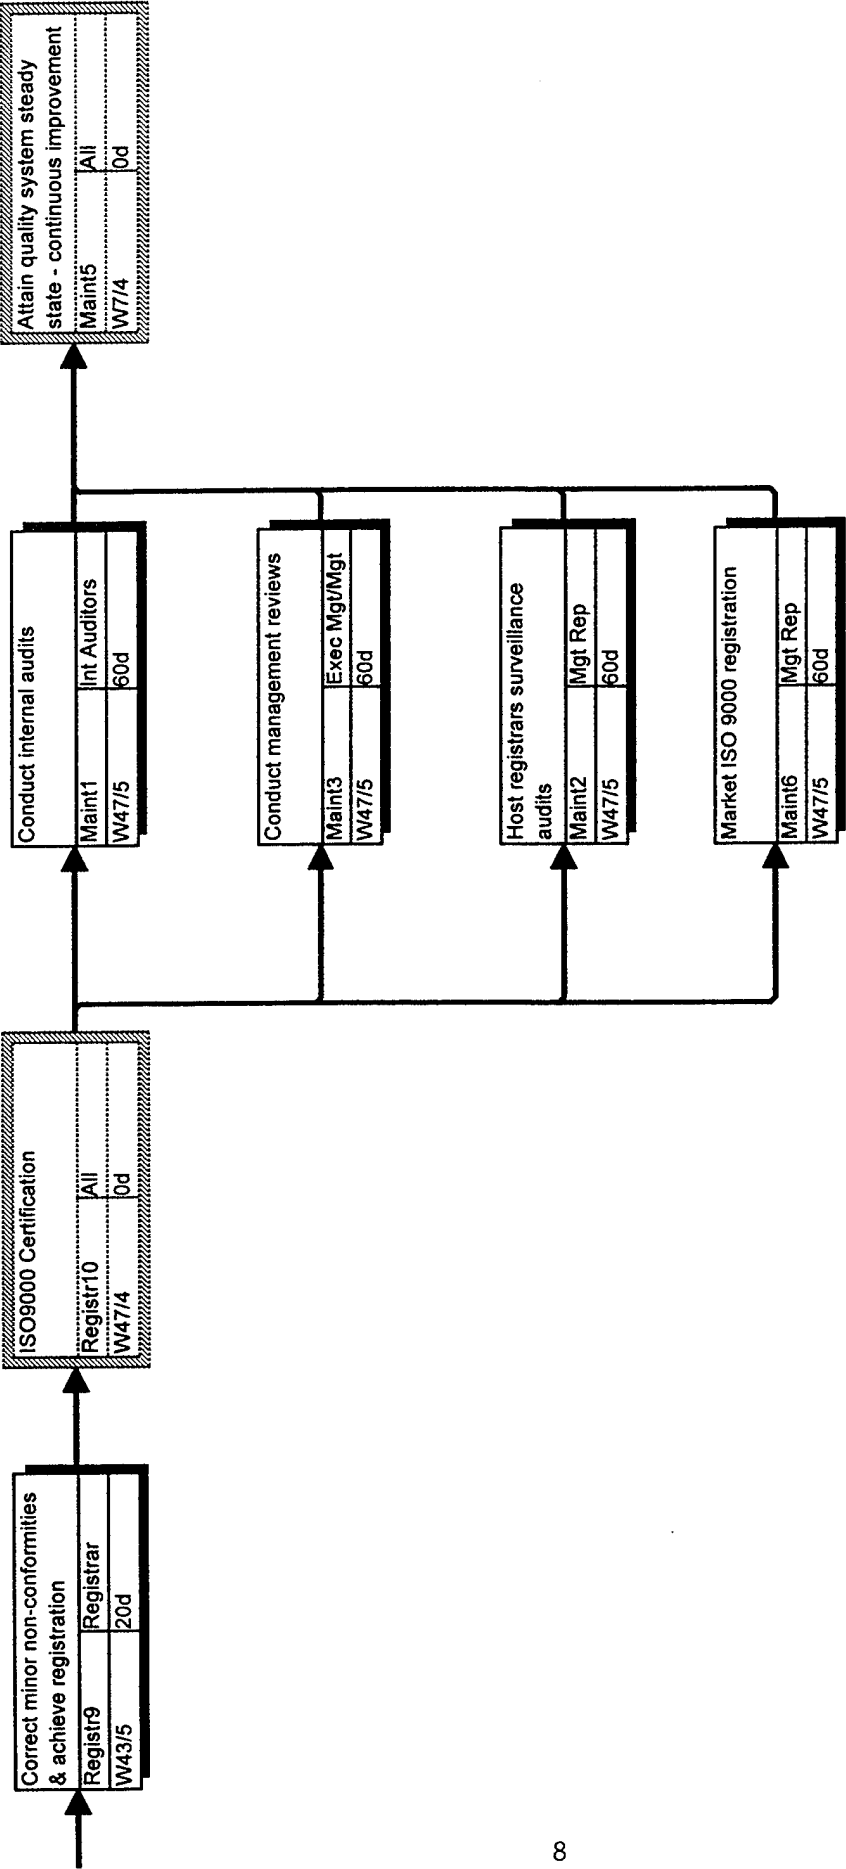 Correct minor non-conformities
& achieve registration
Registr9 Registrar
W43/5 20d
ISO9000 Certification
Registr10 All
W47/4 0d
Conduct internal audits
Maint1 Int Auditors
W47/5 60d
Conduct management reviews
Maint3 Exec Mgt/Mgt
W47/5 60d
Host registrars surveillance
audits
Maint2 Mgt Rep
W47/5 60d
Market ISO 9000 registration
Maint6 Mgt Rep
W47/5 60d
Attain quality system steady
state - continuous improvement
Maint5 All
W7/4 0d
8